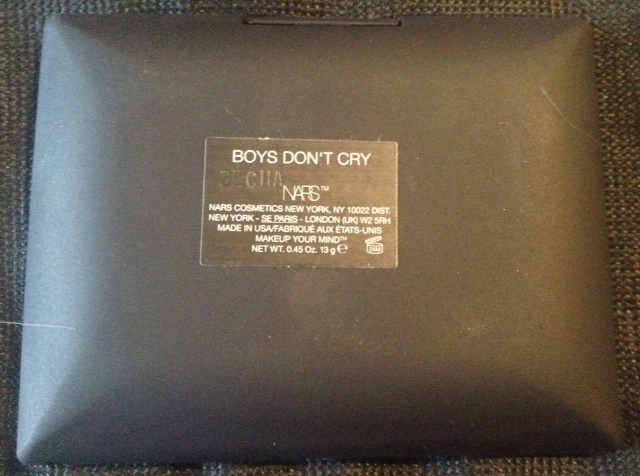 BOYS DON'T CRY
NARS™
NARS COSMETICS NEW YORK, NY 10022 DIST.
NEW YORK - SE PARIS - LONDON (UK) W2 5RH
MADE IN USA/FABRIQUÉ AUX ÉTATS-UNIS
MAKEUP YOUR MIND™
NET WT. 0.45 Oz. 13 g ℮
24M